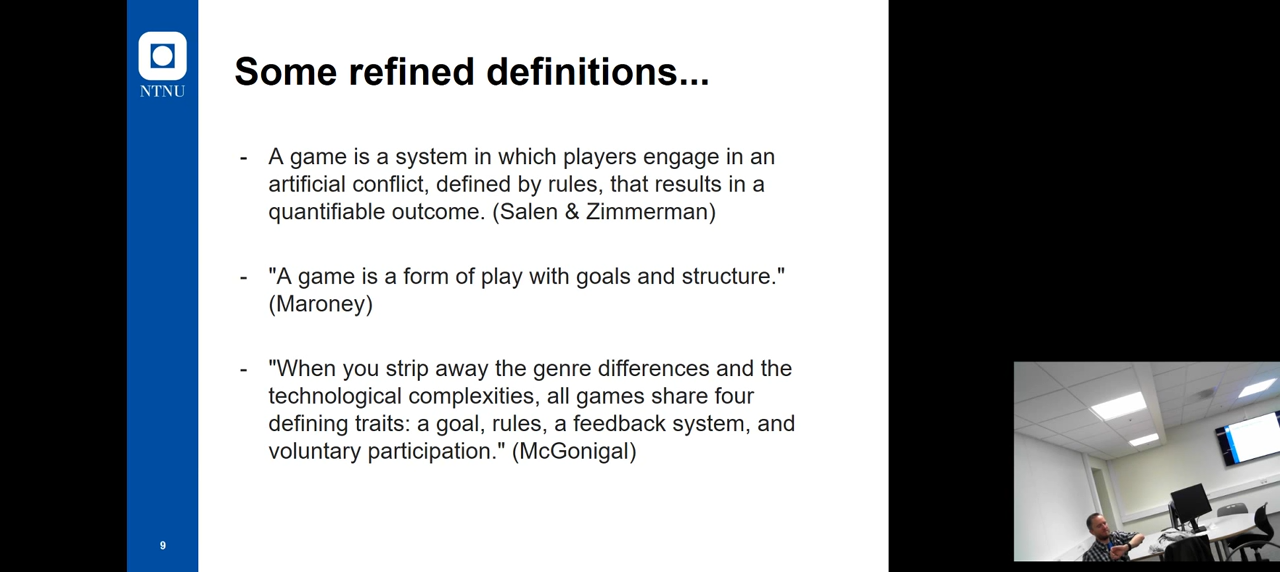 NTNU
Some refined definitions...
- A game is a system in which players engage in an
artificial conflict, defined by rules, that results in a
quantifiable outcome. (Salen & Zimmerman)
- "A game is a form of play with goals and structure."
(Maroney)
- "When you strip away the genre differences and the
technological complexities, all games share four
defining traits: a goal, rules, a feedback system, and
voluntary participation." (McGonigal)
9